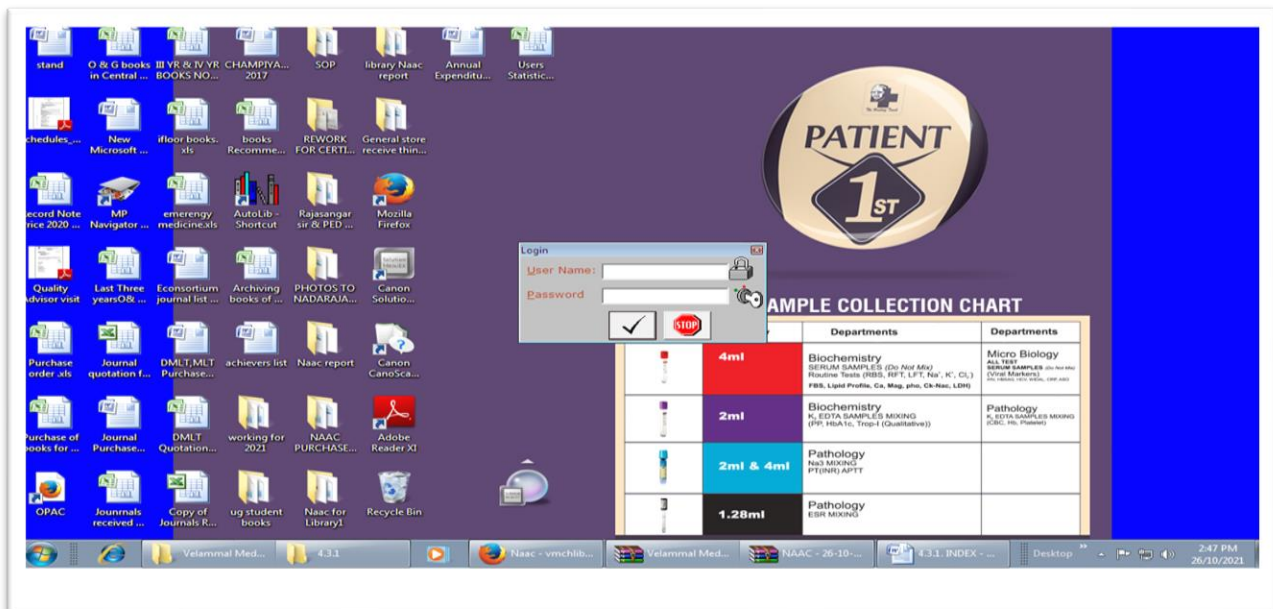 stand
O & G books
in Central ...
III YR & IV YR
BOOKS NO...
CHAMPIYA...
2017
SOP
library Naac
report
Annual
Expenditu...
Users
Statistic...
chedules_...
New
Microsoft ...
ifloor books.
xls
books
Recomme...
REWORK
FOR CERTI...
General store
receive thin...
ecord Note
rice 2020 ...
MP
Navigator ...
emerengy
medicine.xls
AutoLib -
Shortcut
Rajasangar
sir & PED ...
Mozilla
Firefox
Quality
dvisor visit
Last Three
yearsO& ...
Econsortium
journal list ...
Archiving
books of ...
PHOTOS TO
NADARAJA...
Canon
Solutio...
Purchase
order .xls
Journal
quotation f...
DMLT,MLT
Purchase...
achievers list
Naac report
Canon
CanoSca...
urchase of
ooks for ...
Journal
Purchase...
DMLT
Quotation...
working for
2021
NAAC
PURCHASE...
Adobe
Reader XI
OPAC
Jounrnals
received ...
Copy of
Journals R...
ug student
books
Naac for
Library1
Recycle Bin
PATIENT
1ST
Login
User Name:
Password
STOP
AMPLE COLLECTION CHART
Departments
Departments
4ml
Biochemistry
SERUM SAMPLES (Do Not Mix)
Routine Tests (RBS, RFT, LFT, Na+, K+, Cl,)
FBS, Lipid Profile, Ca, Mag, pho, Ck-Nac, LDH)
Micro Biology
ALL TEST
SERUM SAMPLES (Do Not Mix)
(Viral Markers)
2ml
Biochemistry
K, EDTA SAMPLES MIXING
(PP, HbA1c, Trop-I (Qualitative))
Pathology
K, EDTA SAMPLES MIXING
(CBC, Hb, Platelet)
2ml & 4ml
Pathology
Na3 MIXING
PT(INR) APTT
1.28ml
Pathology
ESR MIXING
Velammal Med...
4.3.1
Naac - vmchlib...
Velammal Med...
NAAC - 26-10-...
4.3.1. INDEX - ...
Desktop
2:47 PM
26/10/2021